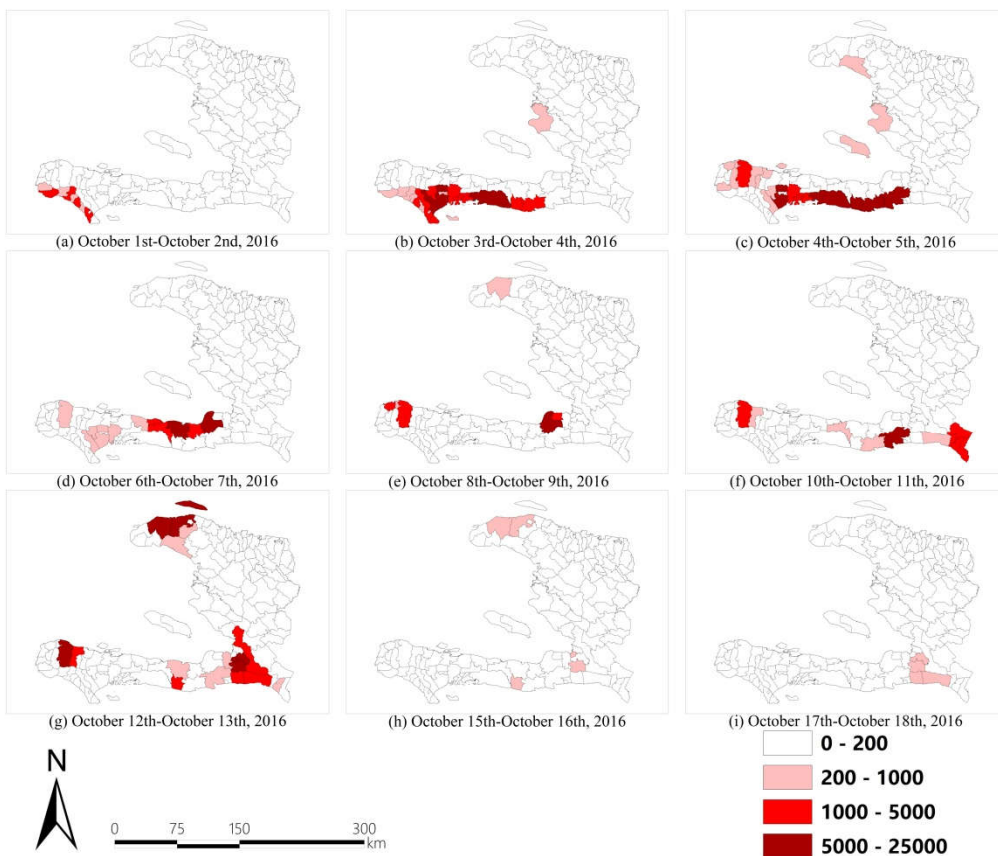 (a) October 1st-October 2nd, 2016
(b) October 3rd-October 4th, 2016
(c) October 4th-October 5th, 2016
(d) October 6th-October 7th, 2016
(e) October 8th-October 9th, 2016
(f) October 10th-October 11th, 2016
(g) October 12th-October 13th, 2016
(h) October 15th-October 16th, 2016
(i) October 17th-October 18th, 2016
N
0 75 150 300
km
0 - 200
200 - 1000
1000 - 5000
5000 - 25000